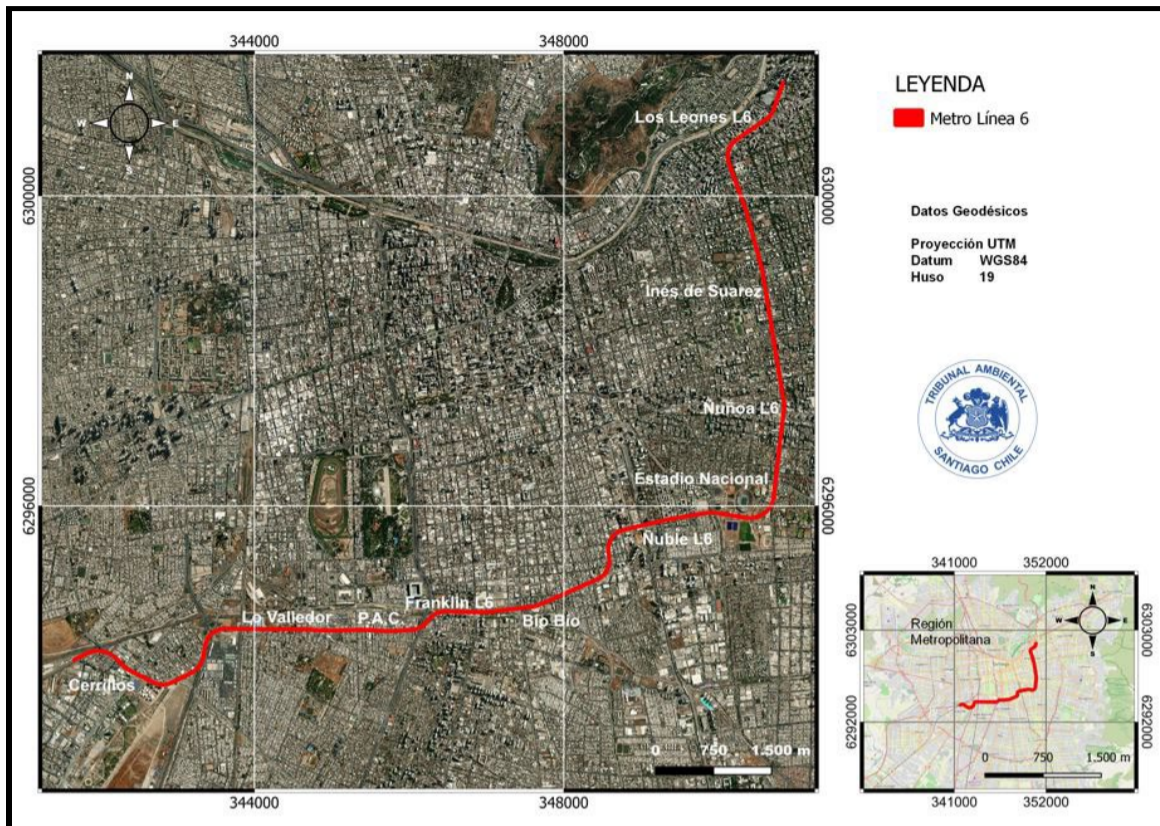 344000 348000
N
W E
S
6300000
6296000
Los Leones L6
Inés de Suarez
Ñuñoa L6
Estadio Nacional
Ñuble L6
Franklin L6
Bío Bío
Lo Valledor P.A.C.
Cerrillos
0 750 1.500 m
6300000
6296000
344000 348000
LEYENDA
Metro Línea 6
Datos Geodésicos
Proyección UTM
Datum WGS84
Huso 19
TRIBUNAL AMBIENTAL
SANTIAGO CHILE
341000 352000
N
W E
S
Región
Metropolitana
6303000
6292000
0 750 1.500 m
6303000
6292000
341000 352000